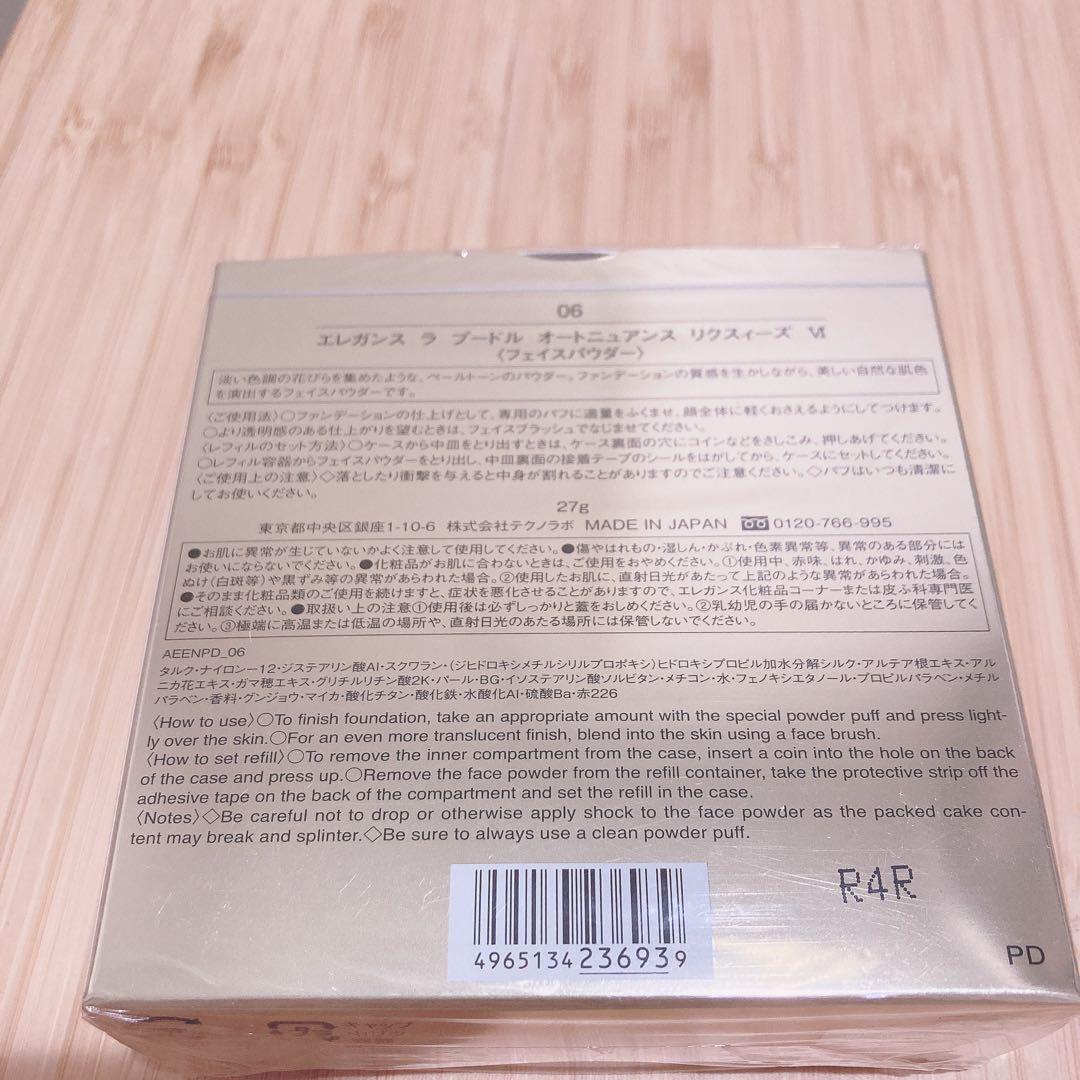 06
エレガンス ラ プードル オートニュアンス リクスィーズ Ⅵ
〈フェイスパウダー〉
淡い色調の花びらを集めたような、ペールトーンのパウダー。ファンデーションの質感を生かしながら、美しい自然な肌色
を演出するフェイスパウダーです。
〈ご使用法〉○ファンデーションの仕上げとして、専用のパフに適量をふくませ、顔全体に軽くおさえるようにしてつけます。
○より透明感のある仕上がりを望むときは、フェイスブラッシュでなじませてください。
〈レフィルのセット方法〉○ケースから中皿をとり出すときは、ケース裏面の穴にコインなどをさしこみ、押しあげてください。
○レフィル容器からフェイスパウダーをとり出し、中皿裏面の接着テープのシールをはがしてから、ケースにセットしてください。
〈ご使用上の注意〉◇落としたり衝撃を与えると中身が割れることがありますのでご注意ください。◇パフはいつも清潔に
してお使いください。
27g
東京都中央区銀座1-10-6 株式会社テクノラボ MADE IN JAPAN 0120-766-995
●お肌に異常が生じていないかよく注意して使用してください。●傷やはれもの・湿しん・かぶれ・色素異常等、異常のある部分には
お使いにならないでください。●化粧品がお肌に合わないときは、ご使用をおやめください。①使用中、赤味、はれ、かゆみ、刺激、色
ぬけ(白斑等)や黒ずみ等の異常があらわれた場合。②使用したお肌に、直射日光があたって上記のような異常があらわれた場合。
●そのまま化粧品類のご使用を続けますと、症状を悪化させることがありますので、エレガンス化粧品コーナーまたは皮ふ科専門医
にご相談ください。●取扱い上の注意①使用後は必ずしっかりと蓋をおしめください。②乳幼児の手の届かないところに保管してく
ださい。③極端に高温または低温の場所や、直射日光のあたる場所には保管しないでください。
AEENPD_06
タルク・ナイロン-12・ジステアリン酸Al・スクワラン・(ジヒドロキシメチルシリルプロポキシ)ヒドロキシプロピル加水分解シルク・アルテア根エキス・アル
ニカ花エキス・ガマ穂エキス・グリチルリチン酸2K・パール・BG・イソステアリン酸ソルビタン・メチコン・水・フェノキシエタノール・プロピルパラベン・メチル
パラベン・香料・グンジョウ・マイカ・酸化チタン・酸化鉄・水酸化Al・硫酸Ba・赤226
〈How to use〉○To finish foundation, take an appropriate amount with the special powder puff and press light-
ly over the skin.○For an even more translucent finish, blend into the skin using a face brush.
〈How to set refill〉○To remove the inner compartment from the case, insert a coin into the hole on the back
of the case and press up.○Remove the face powder from the refill container, take the protective strip off the
adhesive tape on the back of the compartment and set the refill in the case.
〈Notes〉◇Be careful not to drop or otherwise apply shock to the face powder as the packed cake con-
tent may break and splinter.◇Be sure to always use a clean powder puff.
R4R
4965134236939
PD